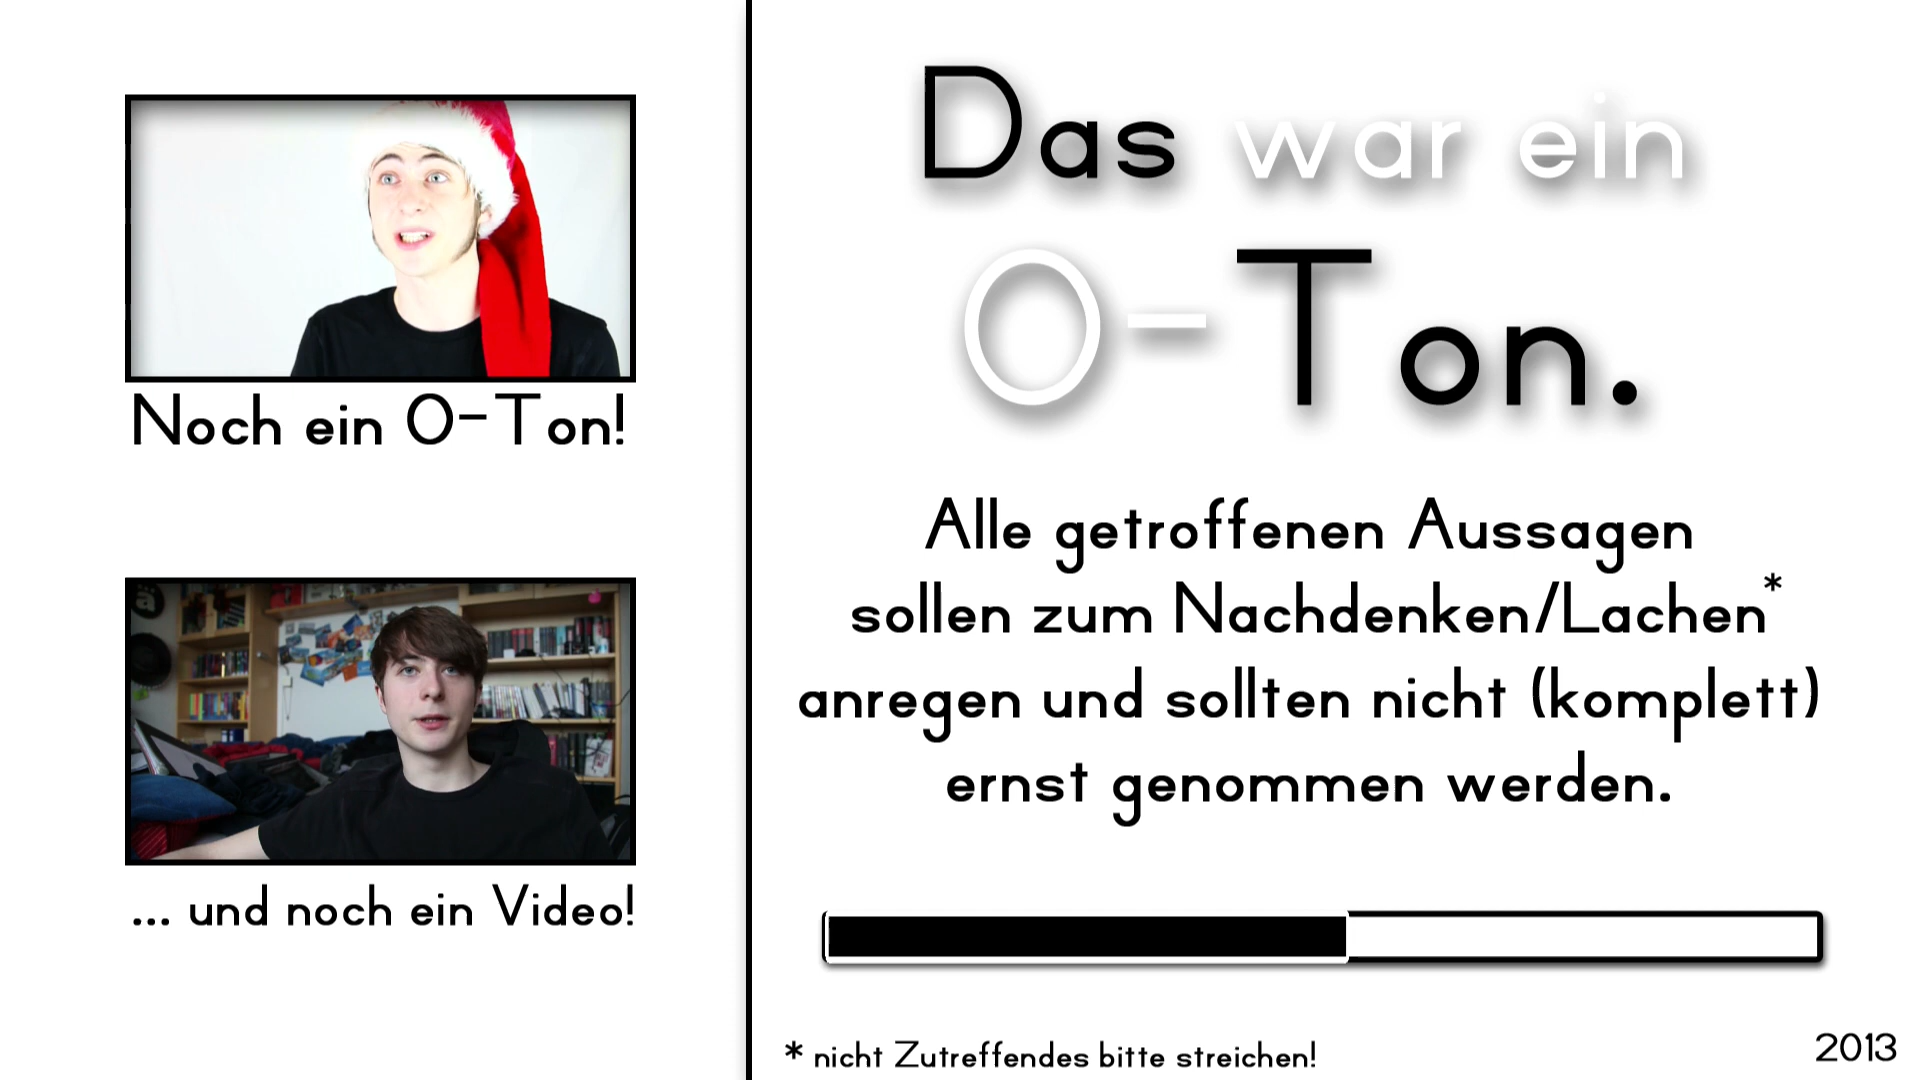 Noch ein O-Ton!
... und noch ein Video!
Das war ein
O-Ton.
Alle getroffenen Aussagen
sollen zum Nachdenken/Lachen*
anregen und sollten nicht (komplett)
ernst genommen werden.
* nicht Zutreffendes bitte streichen!
2013